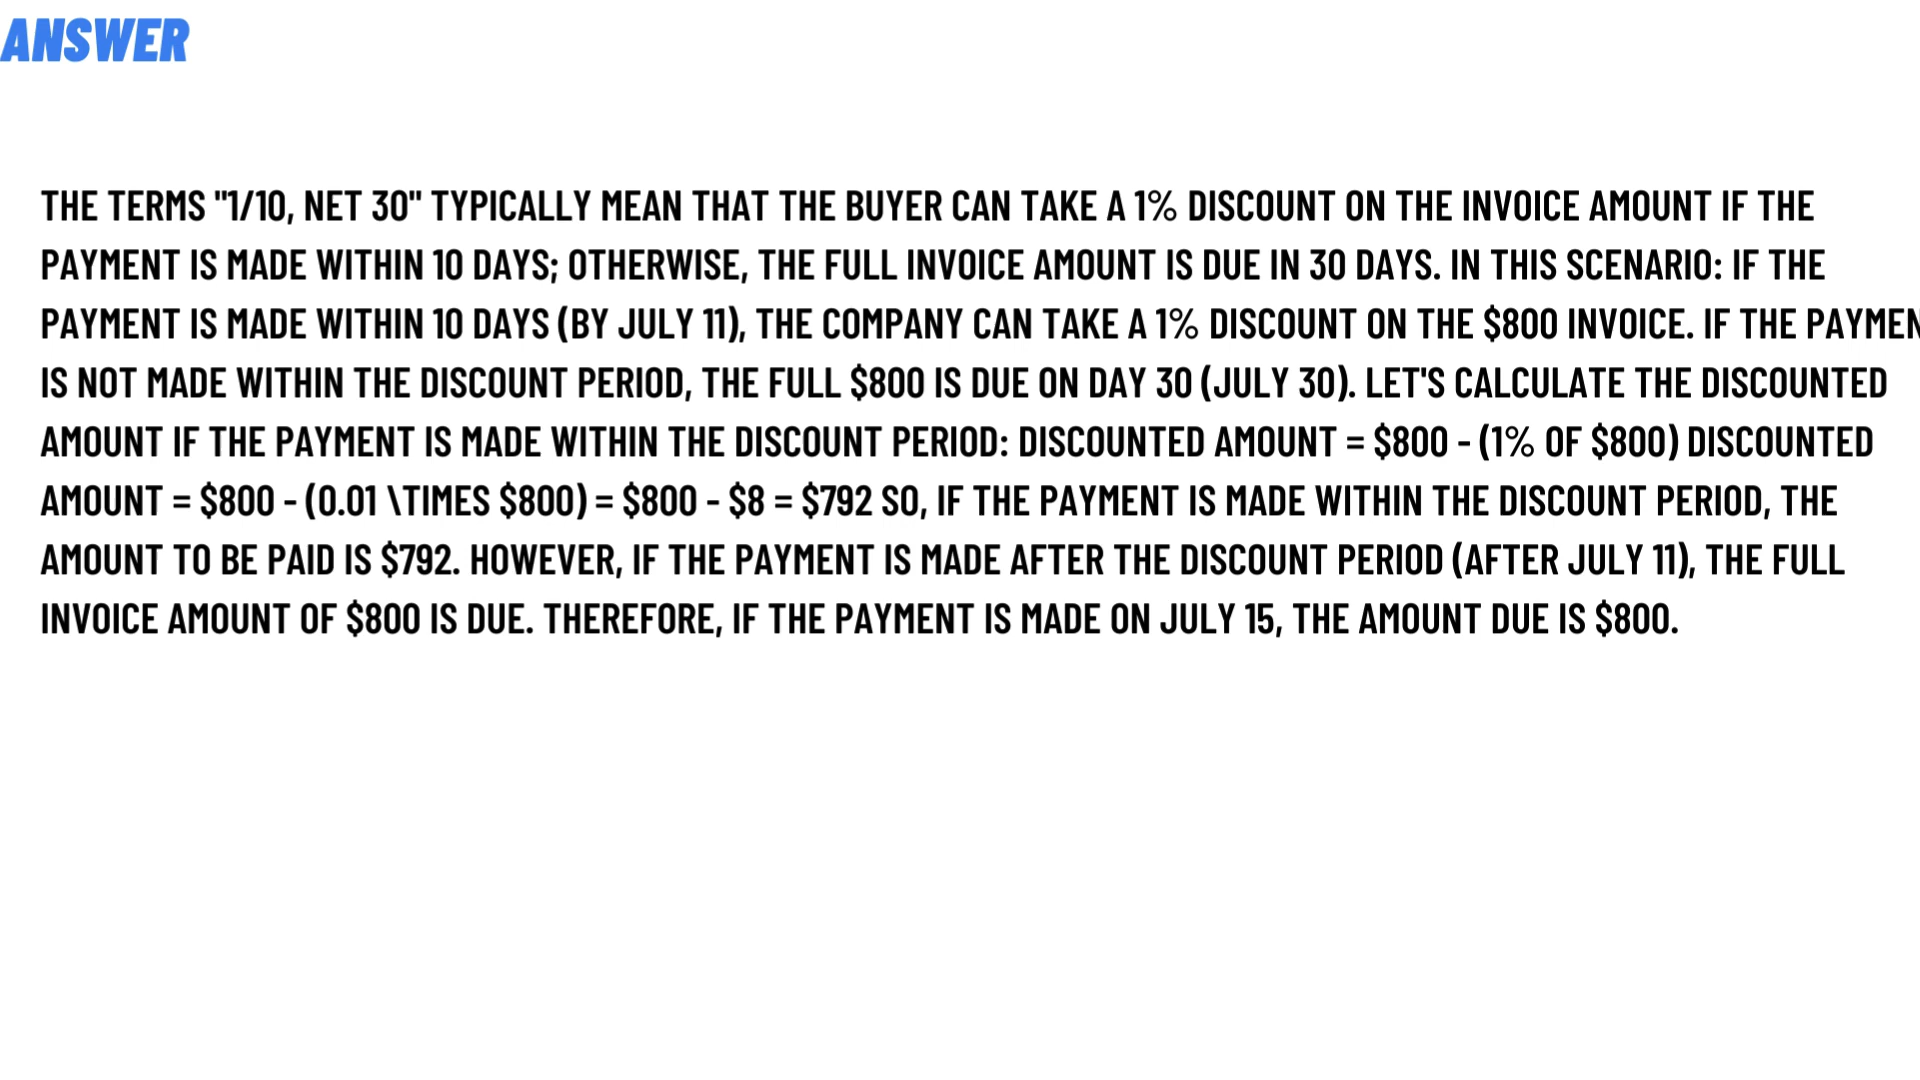 ANSWER
THE TERMS "1/10, NET 30" TYPICALLY MEAN THAT THE BUYER CAN TAKE A 1% DISCOUNT ON THE INVOICE AMOUNT IF THE
PAYMENT IS MADE WITHIN 10 DAYS; OTHERWISE, THE FULL INVOICE AMOUNT IS DUE IN 30 DAYS. IN THIS SCENARIO: IF THE
PAYMENT IS MADE WITHIN 10 DAYS (BY JULY 11), THE COMPANY CAN TAKE A 1% DISCOUNT ON THE $800 INVOICE. IF THE PAYMEN
IS NOT MADE WITHIN THE DISCOUNT PERIOD, THE FULL $800 IS DUE ON DAY 30 (JULY 30). LET'S CALCULATE THE DISCOUNTED
AMOUNT IF THE PAYMENT IS MADE WITHIN THE DISCOUNT PERIOD: DISCOUNTED AMOUNT = $800 - (1% OF $800) DISCOUNTED
AMOUNT = $800 - (0.01 \TIMES $800) = $800 - $8 = $792 SO, IF THE PAYMENT IS MADE WITHIN THE DISCOUNT PERIOD, THE
AMOUNT TO BE PAID IS $792. HOWEVER, IF THE PAYMENT IS MADE AFTER THE DISCOUNT PERIOD (AFTER JULY 11), THE FULL
INVOICE AMOUNT OF $800 IS DUE. THEREFORE, IF THE PAYMENT IS MADE ON JULY 15, THE AMOUNT DUE IS $800.